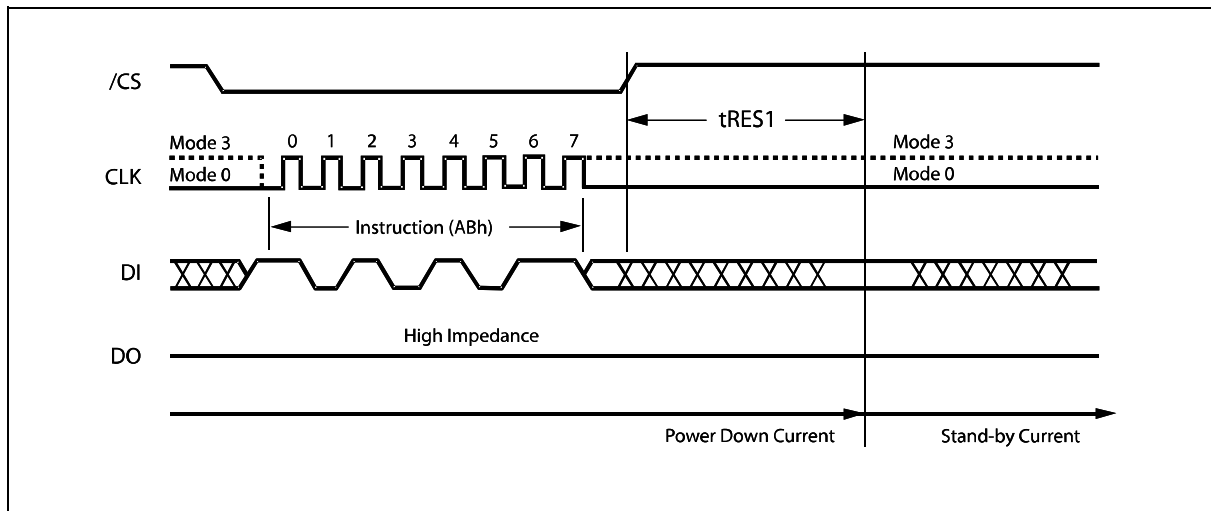 /CS
tRES1
Mode 3 0 1 2 3 4 5 6 7 Mode 3
CLK Mode 0 Mode 0
Instruction (ABh)
DI
High Impedance
DO
Power Down Current Stand-by Current